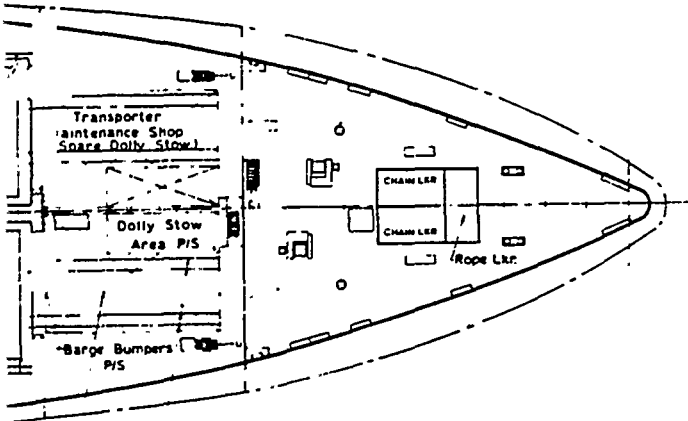 Transporter
aintenance Shop
Spare Dolly Stow.)
CHAIN LKR
CHAIN LKR
Dolly Stow
Area P/S
Rope Lkr.
Barge Bumpers
P/S